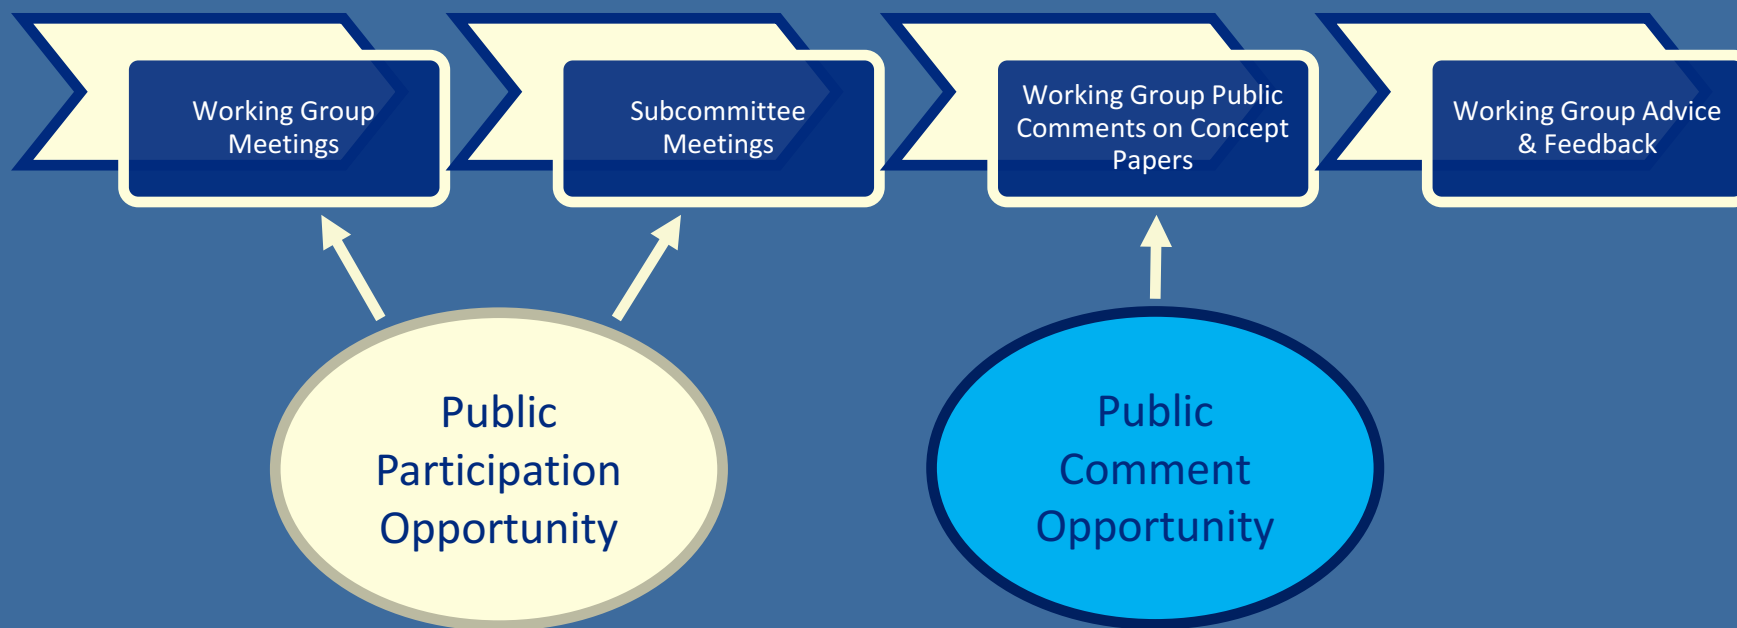 Working Group
Meetings
Subcommittee
Meetings
Working Group Public
Comments on Concept
Papers
Working Group Advice
& Feedback
Public
Participation
Opportunity
Public
Comment
Opportunity